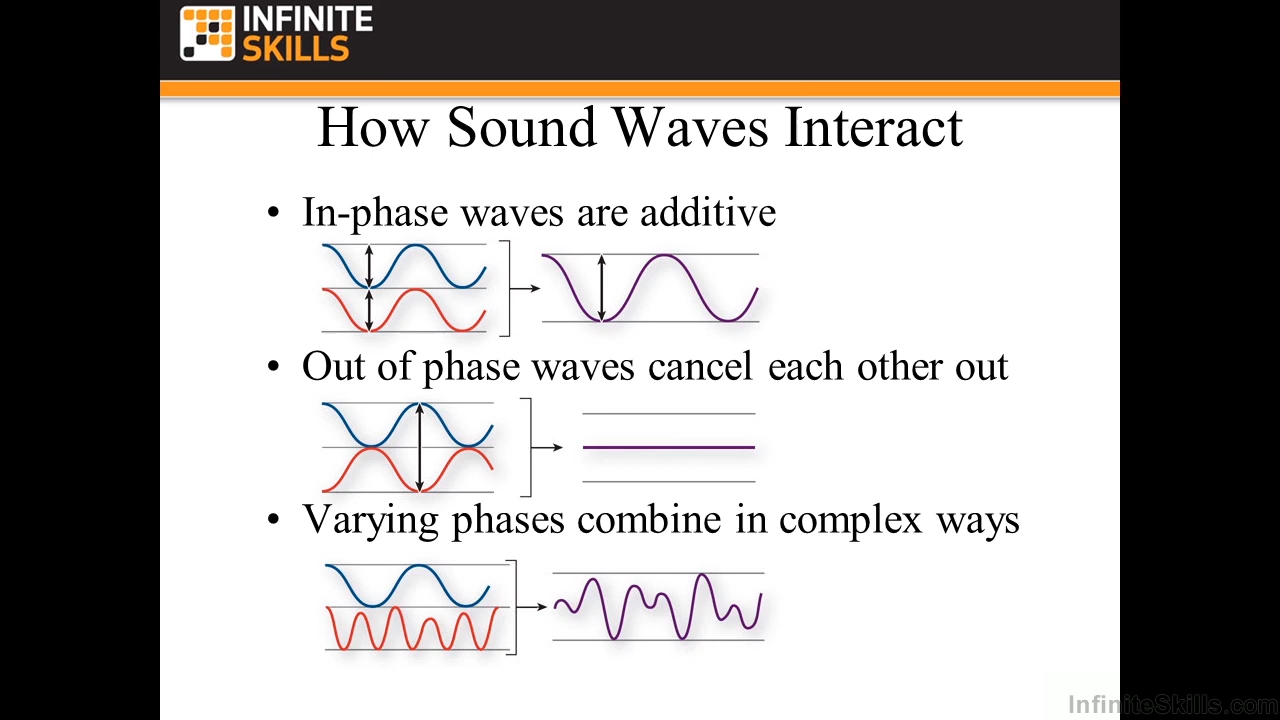 INFINITE
SKILLS
How Sound Waves Interact
• In-phase waves are additive
• Out of phase waves cancel each other out
• Varying phases combine in complex ways
InfiniteSkills.com